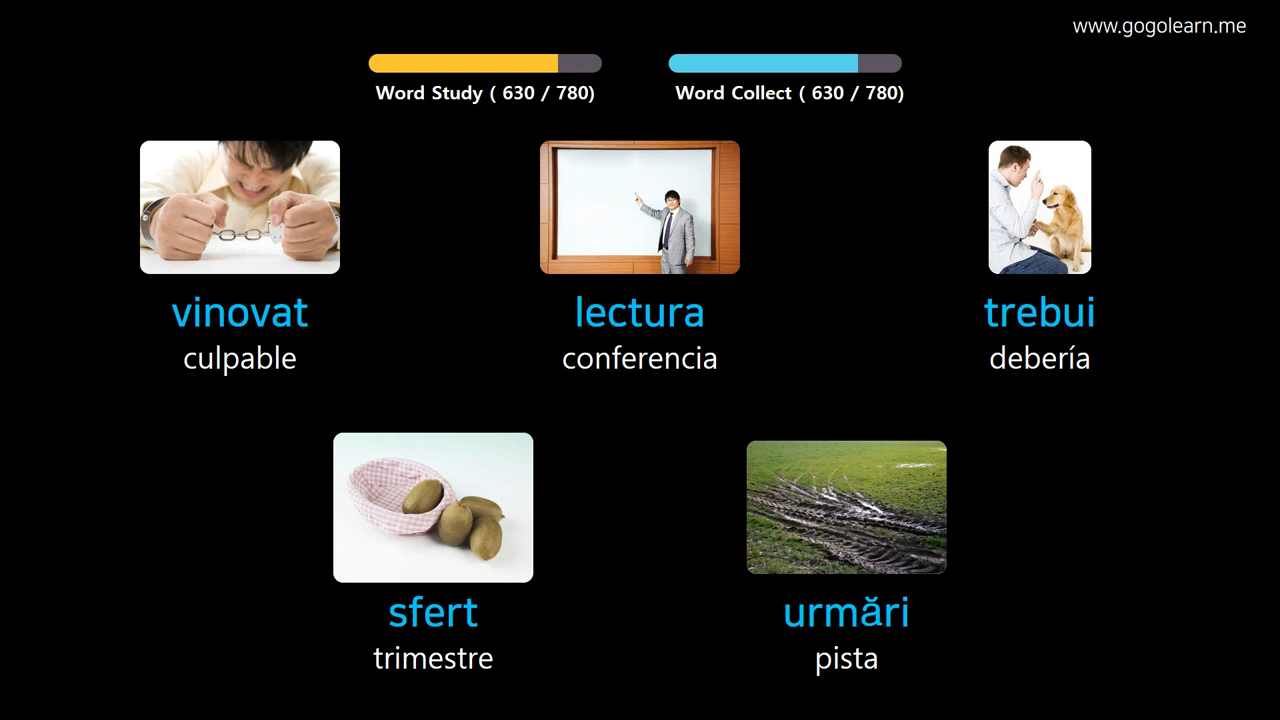 www.gogolearn.me
Word Study ( 630 / 780)
Word Collect ( 630 / 780)
vinovat
culpable
lectura
conferencia
trebui
debería
sfert
trimestre
urmări
pista